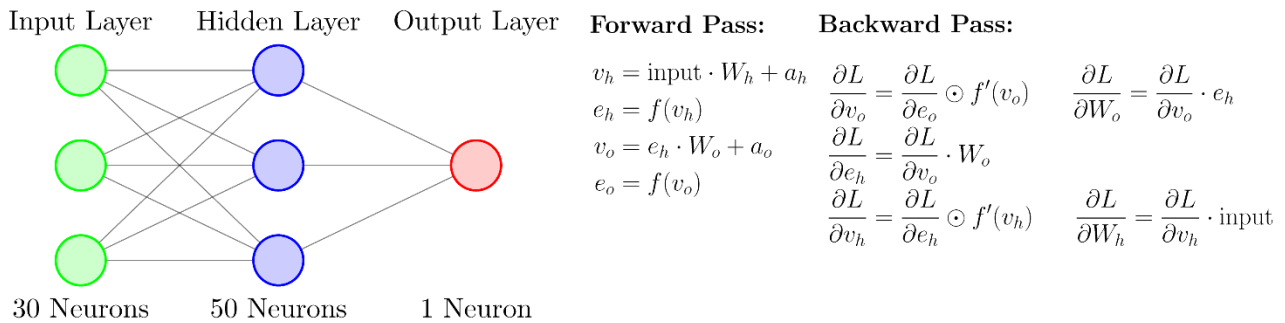 Input Layer Hidden Layer Output Layer
30 Neurons 50 Neurons 1 Neuron
Forward Pass:
v_h = input · W_h + a_h
e_h = f(v_h)
v_o = e_h · W_o + a_o
e_o = f(v_o)
Backward Pass:
∂L/∂v_o = ∂L/∂e_o ⊙ f′(v_o) ∂L/∂W_o = ∂L/∂v_o · e_h
∂L/∂e_h = ∂L/∂v_o · W_o
∂L/∂v_h = ∂L/∂e_h ⊙ f′(v_h) ∂L/∂W_h = ∂L/∂v_h · input